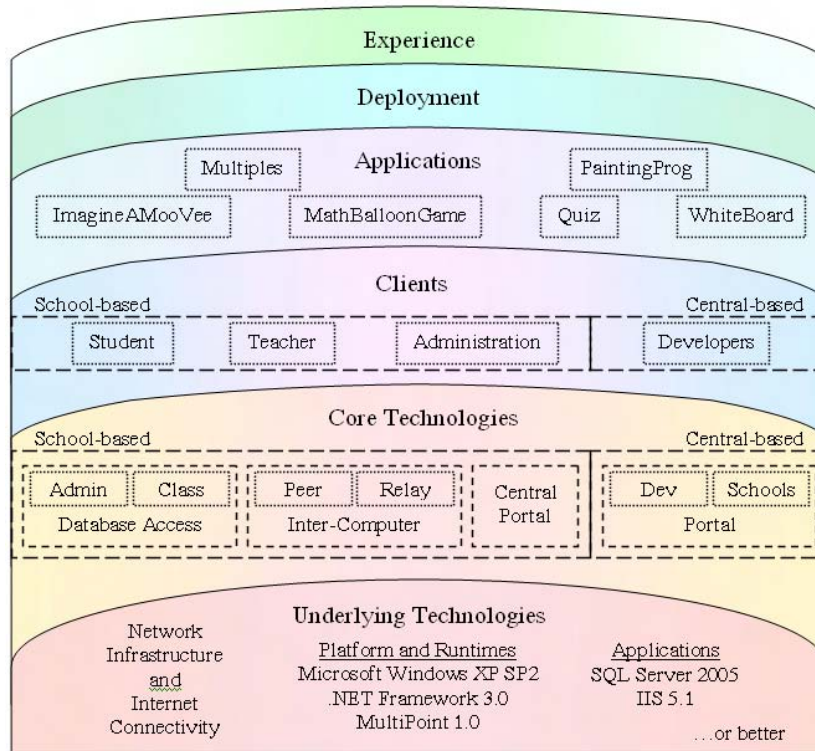 Experience
Deployment
Applications
Multiples
PaintingProg
ImagineAMooVee
MathBalloonGame
Quiz
WhiteBoard
Clients
School-based
Central-based
Student
Teacher
Administration
Developers
Core Technologies
School-based
Central-based
Admin
Class
Database Access
Peer
Relay
Inter-Computer
Central
Portal
Dev
Schools
Portal
Underlying Technologies
Network
Infrastructure
and
Internet
Connectivity
Platform and Runtimes
Microsoft Windows XP SP2
.NET Framework 3.0
MultiPoint 1.0
Applications
SQL Server 2005
IIS 5.1
...or better